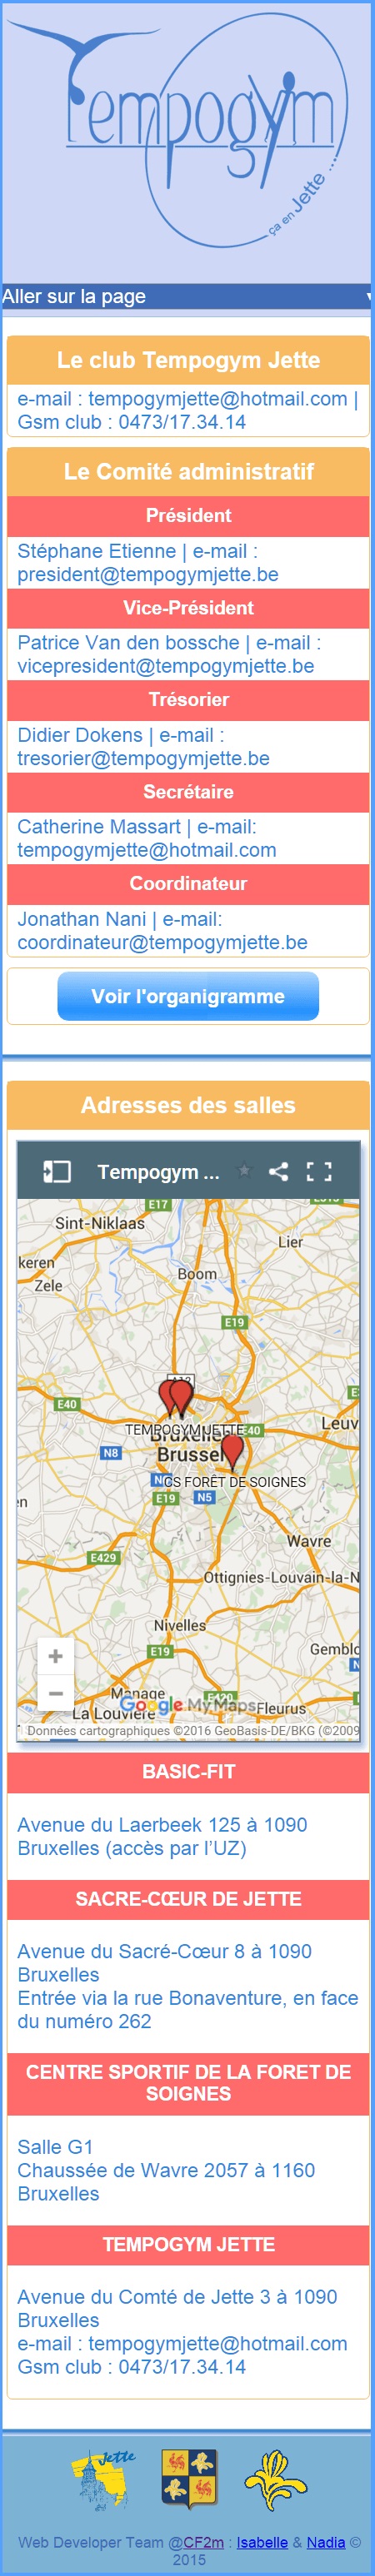 Tempogym
ça en Jette ...
Aller sur la page
Le club Tempogym Jette
e-mail : tempogymjette@hotmail.com |
Gsm club : 0473/17.34.14
Le Comité administratif
Président
Stéphane Etienne | e-mail :
president@tempogymjette.be
Vice-Président
Patrice Van den bossche | e-mail :
vicepresident@tempogymjette.be
Trésorier
Didier Dokens | e-mail :
tresorier@tempogymjette.be
Secrétaire
Catherine Massart | e-mail:
tempogymjette@hotmail.com
Coordinateur
Jonathan Nani | e-mail:
coordinateur@tempogymjette.be
Voir l'organigramme
Adresses des salles
Tempogym ...
E17
Sint-Niklaas
Lier
keren
Zele
Boom
E19
E40
TEMPOGYM JETTE
E40
Leuv
N8
Brussel
CS FORÊT DE SOIGNES
E19
N5
Wavre
E429
Ottignies-Louvain-la-N
Nivelles
E19
Gemblo
Manage
Google My Maps
La Louvière
Fleurus
Données cartographiques ©2016 GeoBasis-DE/BKG (©2009
BASIC-FIT
Avenue du Laerbeek 125 à 1090
Bruxelles (accès par l’UZ)
SACRE-CŒUR DE JETTE
Avenue du Sacré-Cœur 8 à 1090
Bruxelles
Entrée via la rue Bonaventure, en face
du numéro 262
CENTRE SPORTIF DE LA FORET DE
SOIGNES
Salle G1
Chaussée de Wavre 2057 à 1160
Bruxelles
TEMPOGYM JETTE
Avenue du Comté de Jette 3 à 1090
Bruxelles
e-mail : tempogymjette@hotmail.com
Gsm club : 0473/17.34.14
Jette
Web Developer Team @CF2m : Isabelle & Nadia ©
2015